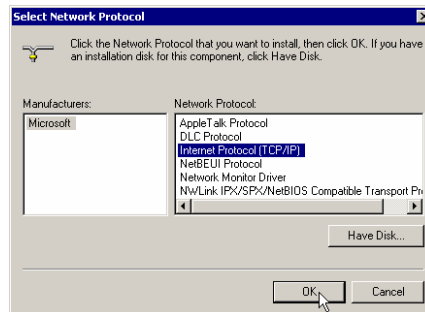 Select Network Protocol
Click the Network Protocol that you want to install, then click OK. If you have
an installation disk for this component, click Have Disk.
Manufacturers:
Network Protocol:
Microsoft
AppleTalk Protocol
DLC Protocol
Internet Protocol (TCP/IP)
NetBEUI Protocol
Network Monitor Driver
NWLink IPX/SPX/NetBIOS Compatible Transport
Have Disk...
OK
Cancel